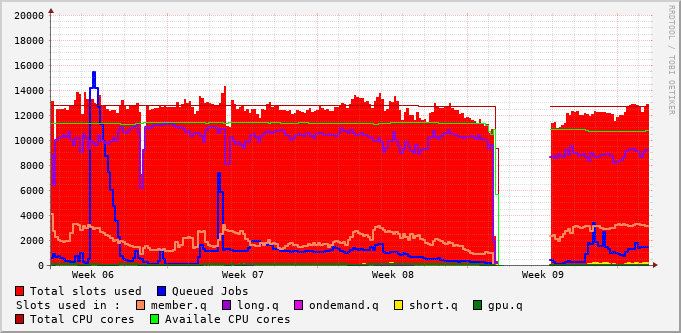 RRDTOOL / TOBI OETIKER
20000
18000
16000
14000
12000
10000
8000
6000
4000
2000
0
Week 06 Week 07 Week 08 Week 09
Total slots used Queued Jobs
Slots used in : member.q long.q ondemand.q short.q gpu.q
Total CPU cores Availale CPU cores